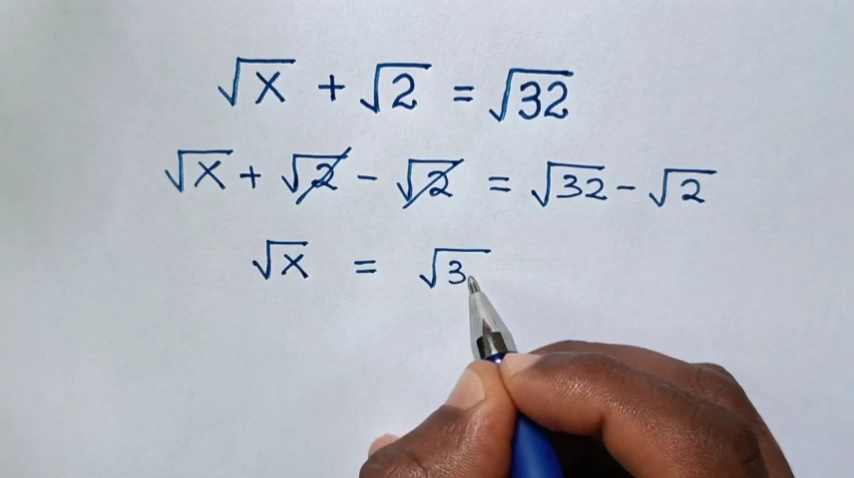 √x + √2 = √32
√x + √2 - √2 = √32 - √2
√x = √3